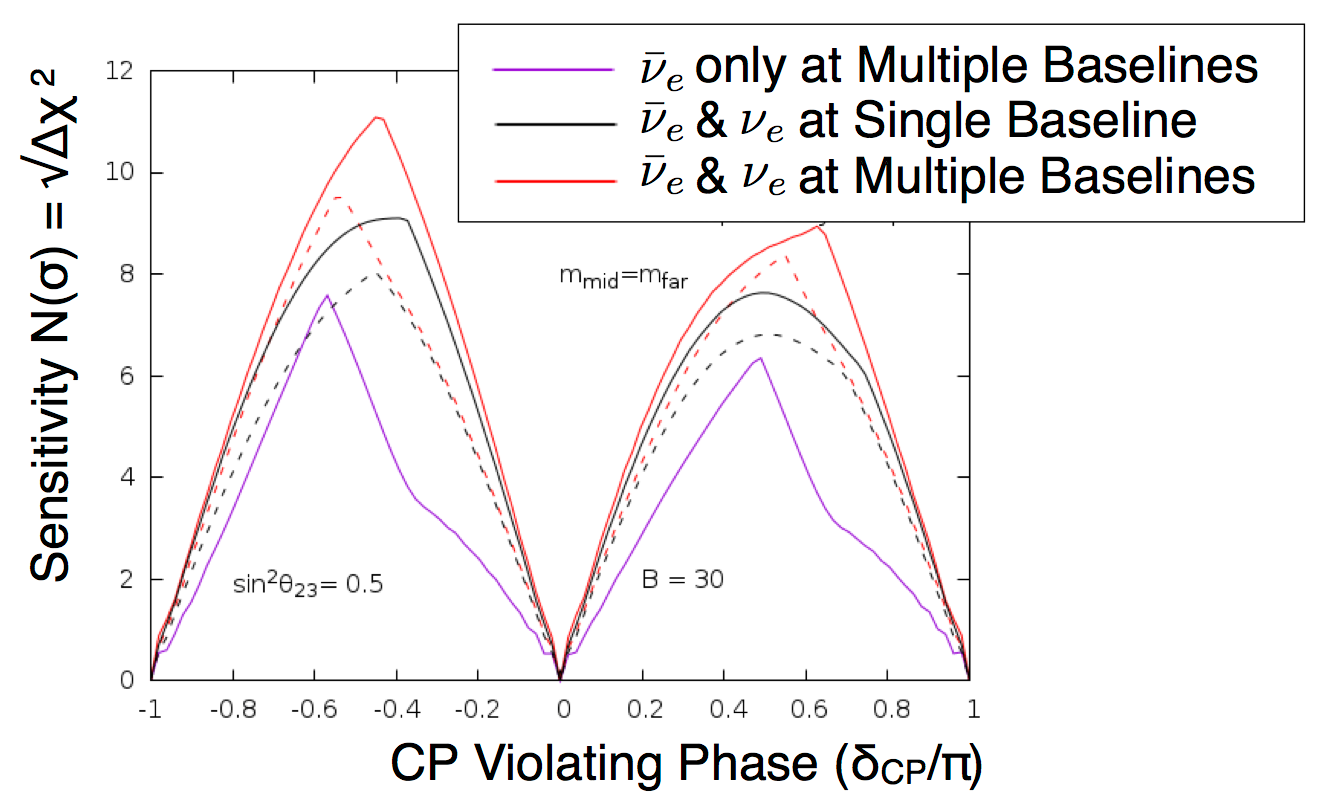 ν̄ₑ only at Multiple Baselines
ν̄ₑ & νₑ at Single Baseline
ν̄ₑ & νₑ at Multiple Baselines
Sensitivity N(σ) = √Δχ²
12
10
8
6
4
2
0
m_mid=m_far
sin²θ₂₃= 0.5
B = 30
-1 -0.8 -0.6 -0.4 -0.2 0 0.2 0.4 0.6 0.8 1
CP Violating Phase (δ_CP/π)